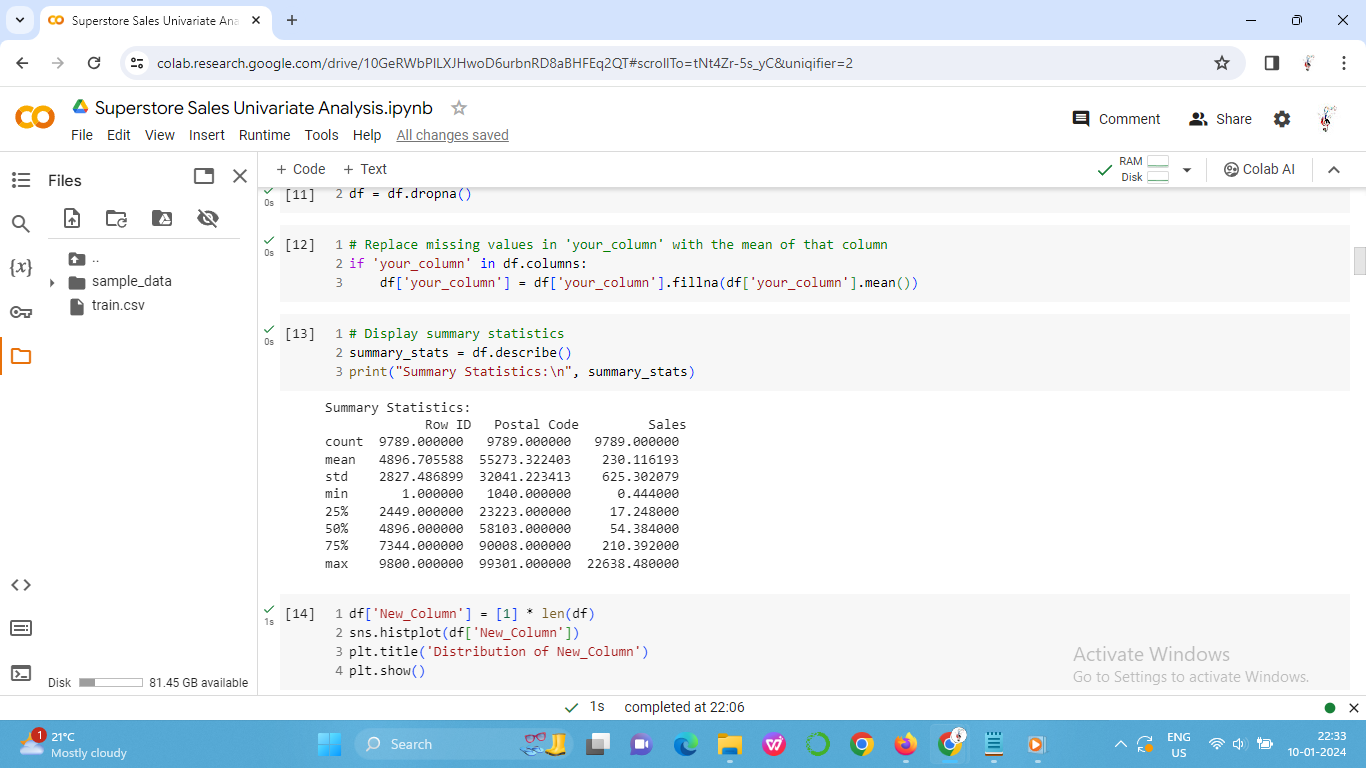 Superstore Sales Univariate Ana
colab.research.google.com/drive/10GeRWbPlLXJHwoD6urbnRD8aBHFEq2QT#scrollTo=tNt4Zr-5s_yC&uniqifier=2
Superstore Sales Univariate Analysis.ipynb
File Edit View Insert Runtime Tools Help All changes saved
Comment Share
Files
+ Code + Text
RAM
Disk
Colab AI
..
sample_data
train.csv
Disk 81.45 GB available
0s [11] 2 df = df.dropna()
0s [12] 1 # Replace missing values in 'your_column' with the mean of that column
2 if 'your_column' in df.columns:
3     df['your_column'] = df['your_column'].fillna(df['your_column'].mean())
0s [13] 1 # Display summary statistics
2 summary_stats = df.describe()
3 print("Summary Statistics:\n", summary_stats)
Summary Statistics:
Row ID Postal Code Sales
count 9789.000000 9789.000000 9789.000000
mean 4896.705588 55273.322403 230.116193
std 2827.486899 32041.223413 625.302079
min 1.000000 1040.000000 0.444000
25% 2449.000000 23223.000000 17.248000
50% 4896.000000 58103.000000 54.384000
75% 7344.000000 90008.000000 210.392000
max 9800.000000 99301.000000 22638.480000
1s [14] 1 df['New_Column'] = [1] * len(df)
2 sns.histplot(df['New_Column'])
3 plt.title('Distribution of New_Column')
4 plt.show()
Activate Windows
Go to Settings to activate Windows.
1s completed at 22:06
1
21°C
Mostly cloudy
Search
ENG
US
22:33
10-01-2024